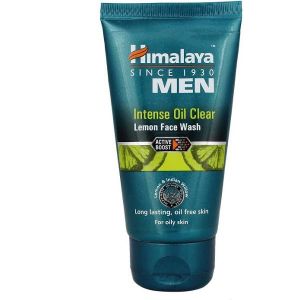 Himalaya
SINCE 1930
MEN
Intense Oil Clear
Lemon Face Wash
ACTIVE
BOOST
Long lasting, oil free skin
For oily skin